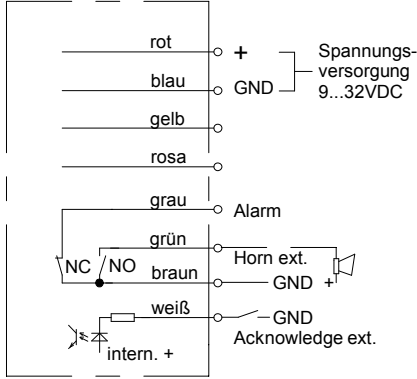 rot
+
Spannungs-
blau
GND
versorgung
9...32VDC
gelb
rosa
grau
Alarm
grün
Horn ext.
NC
NO
braun
GND +
weiß
GND
Acknowledge ext.
intern. +